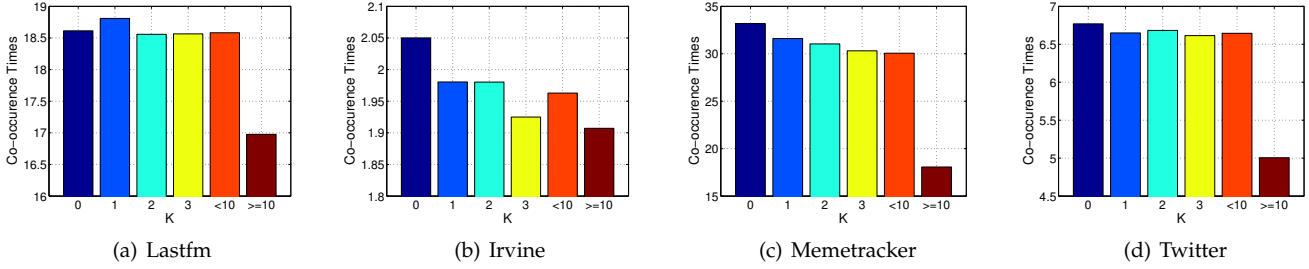 Co-occurence Times
19
18.5
18
17.5
17
16.5
16
0 1 2 3 <10 >=10
K
(a) Lastfm
Co-occurence Times
2.1
2.05
2
1.95
1.9
1.85
1.8
0 1 2 3 <10 >=10
K
(b) Irvine
Co-occurence Times
35
30
25
20
15
0 1 2 3 <10 >=10
K
(c) Memetracker
Co-occurence Times
7
6.5
6
5.5
5
4.5
0 1 2 3 <10 >=10
K
(d) Twitter